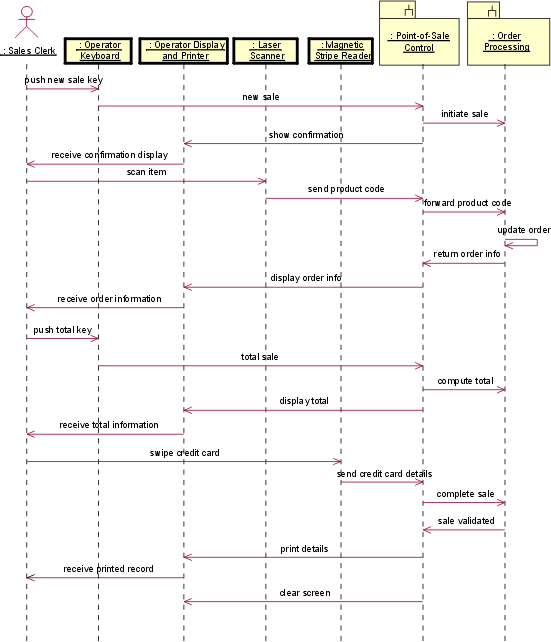 : Sales Clerk
: Operator
Keyboard
: Operator Display
and Printer
: Laser
Scanner
: Magnetic
Stripe Reader
: Point-of-Sale
Control
: Order
Processing
push new sale key
new sale
initiate sale
show confirmation
receive confirmation display
scan item
send product code
forward product code
update order
return order info
display order info
receive order information
push total key
total sale
compute total
display total
receive total information
swipe credit card
send credit card details
complete sale
sale validated
print details
receive printed record
clear screen